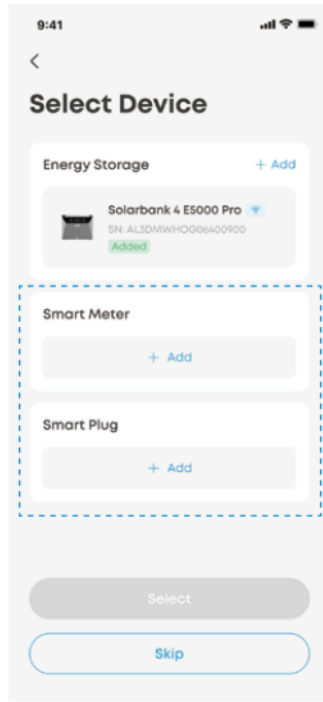 9:41
Select Device
Energy Storage + Add
Solarbank 4 E5000 Pro
SN: AL3DMWHOG06400900
Added
Smart Meter
+ Add
Smart Plug
+ Add
Select
Skip